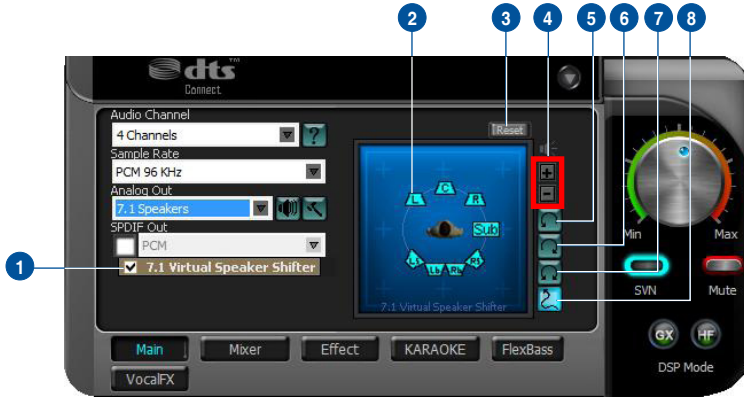 2 3 4 5 6 7 8
dts™
Connect
Audio Channel
4 Channels
?
Reset
Sample Rate
PCM 96 KHz
+
-
Analog Out
7.1 Speakers
L C R
Sub
SPDIF Out
PCM
Min Max
1
7.1 Virtual Speaker Shifter
Ls Lb Rb Rs
SVN Mute
7.1 Virtual Speaker Shifter
GX HF
Main Mixer Effect KARAOKE FlexBass
DSP Mode
VocalFX